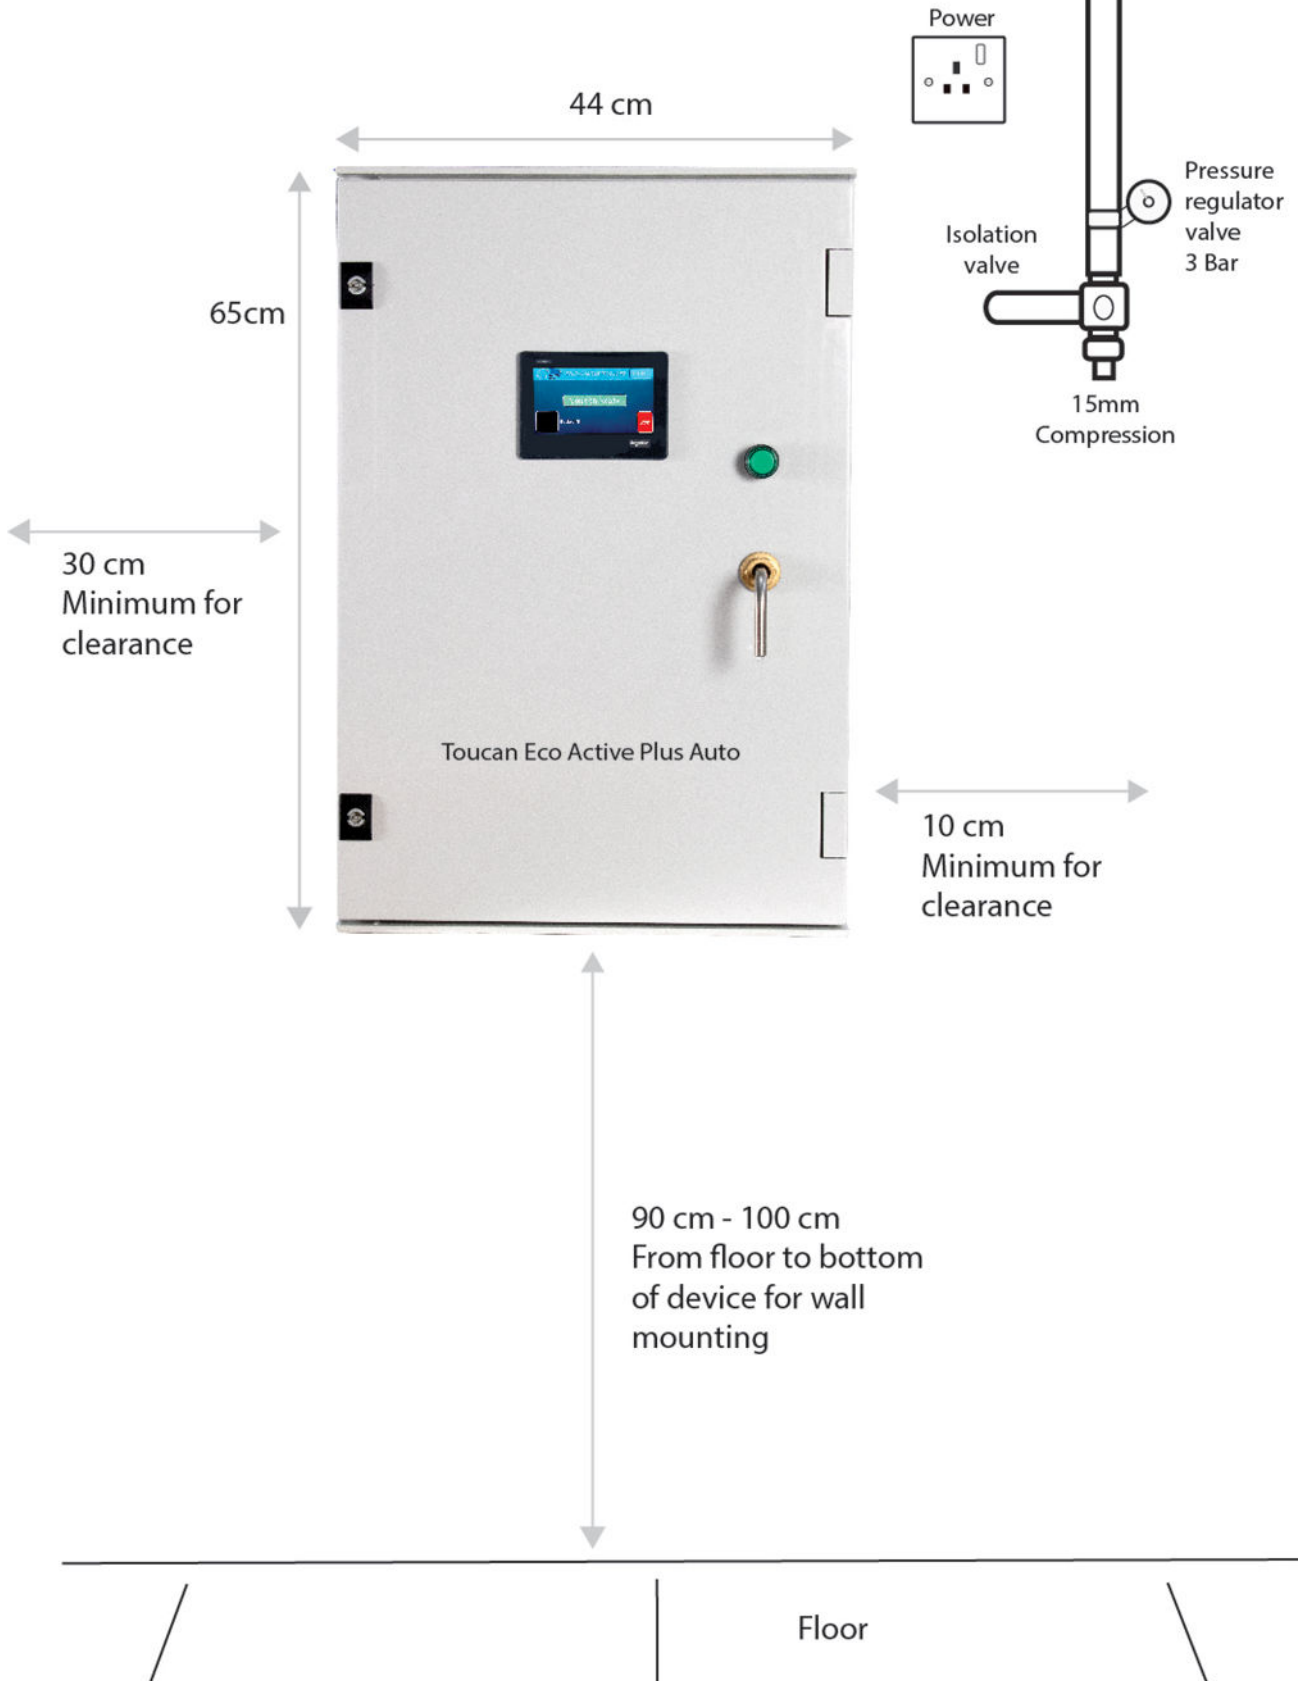 Power
44 cm
Pressure
regulator
valve
3 Bar
Isolation
valve
65cm
15mm
Compression
30 cm
Minimum for
clearance
Toucan Eco Active Plus Auto
10 cm
Minimum for
clearance
90 cm - 100 cm
From floor to bottom
of device for wall
mounting
Floor